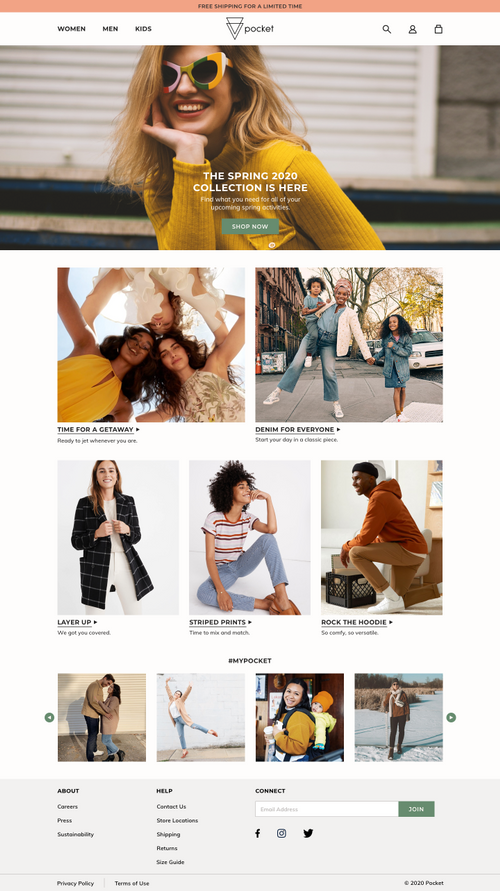 FREE SHIPPING FOR A LIMITED TIME
WOMEN MEN KIDS
pocket
THE SPRING 2020
COLLECTION IS HERE
Find what you need for all of your
upcoming spring activities.
SHOP NOW
TIME FOR A GETAWAY
Ready to jet whenever you are.
DENIM FOR EVERYONE
Start your day in a classic piece.
LAYER UP
We got you covered.
STRIPED PRINTS
Time to mix and match.
ROCK THE HOODIE
So comfy, so versatile.
#MYPOCKET
ABOUT
Careers
Press
Sustainability
HELP
Contact Us
Store Locations
Shipping
Returns
Size Guide
CONNECT
Email Address
JOIN
Privacy Policy
Terms of Use
© 2020 Pocket